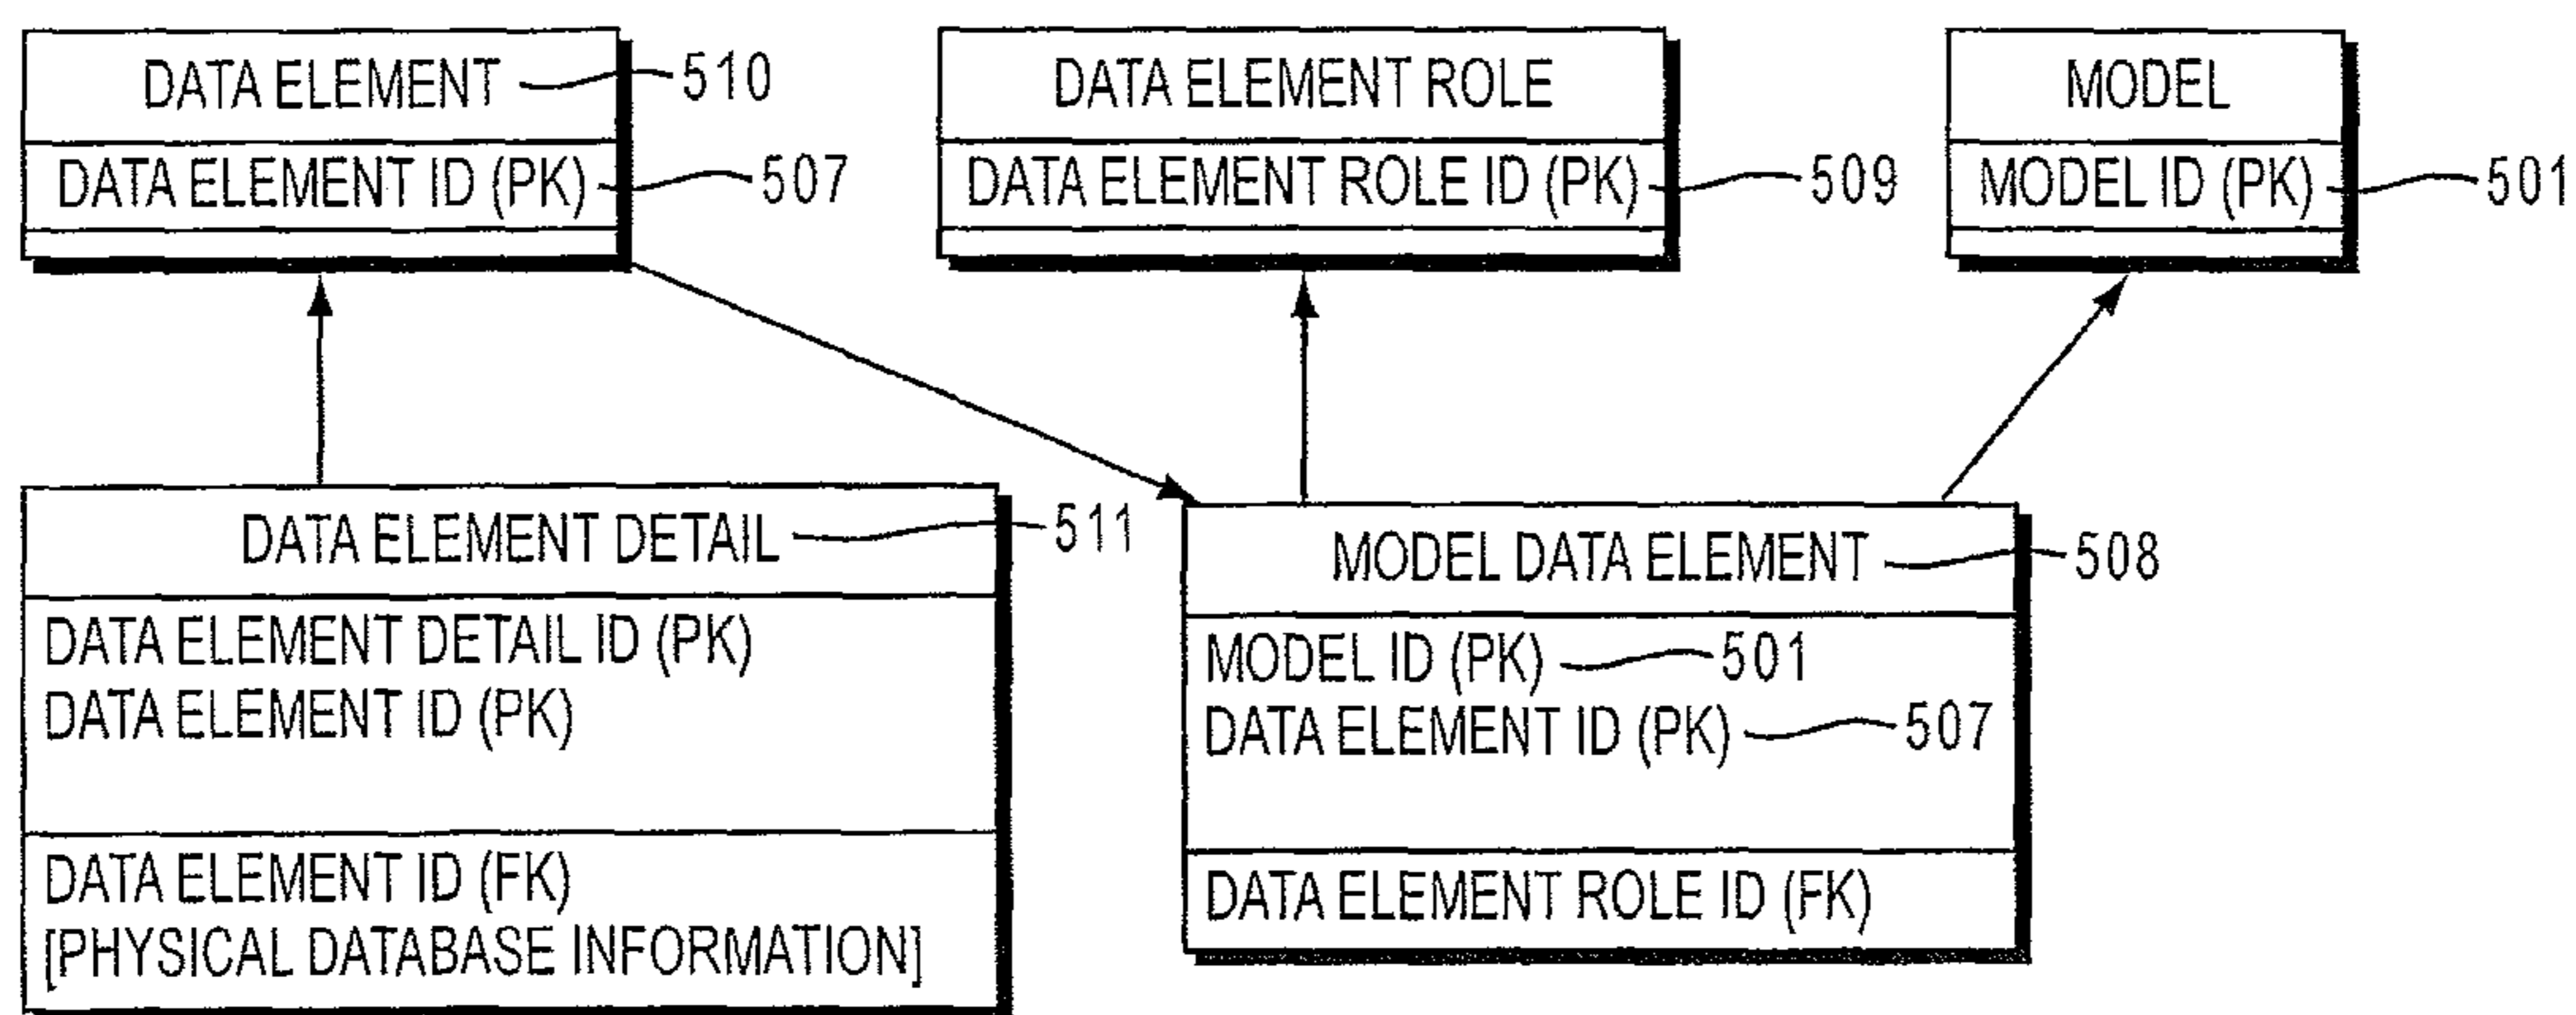 DATA ELEMENT 510
DATA ELEMENT ID (PK) 507
DATA ELEMENT ROLE
DATA ELEMENT ROLE ID (PK) 509
MODEL
MODEL ID (PK) 501
DATA ELEMENT DETAIL 511
DATA ELEMENT DETAIL ID (PK)
DATA ELEMENT ID (PK)
DATA ELEMENT ID (FK)
[PHYSICAL DATABASE INFORMATION]
MODEL DATA ELEMENT 508
MODEL ID (PK) 501
DATA ELEMENT ID (PK) 507
DATA ELEMENT ROLE ID (FK)